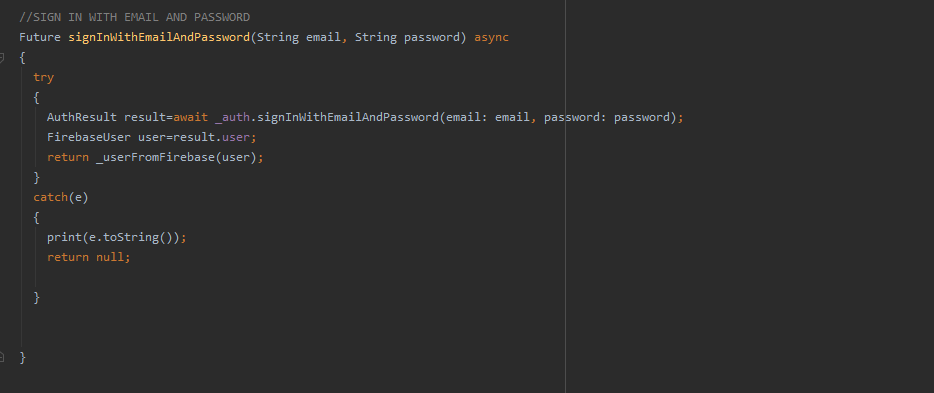 //SIGN IN WITH EMAIL AND PASSWORD
Future signInWithEmailAndPassword(String email, String password) async
{
try
{
AuthResult result=await _auth.signInWithEmailAndPassword(email: email, password: password);
FirebaseUser user=result.user;
return _userFromFirebase(user);
}
catch(e)
{
print(e.toString());
return null;
}
}